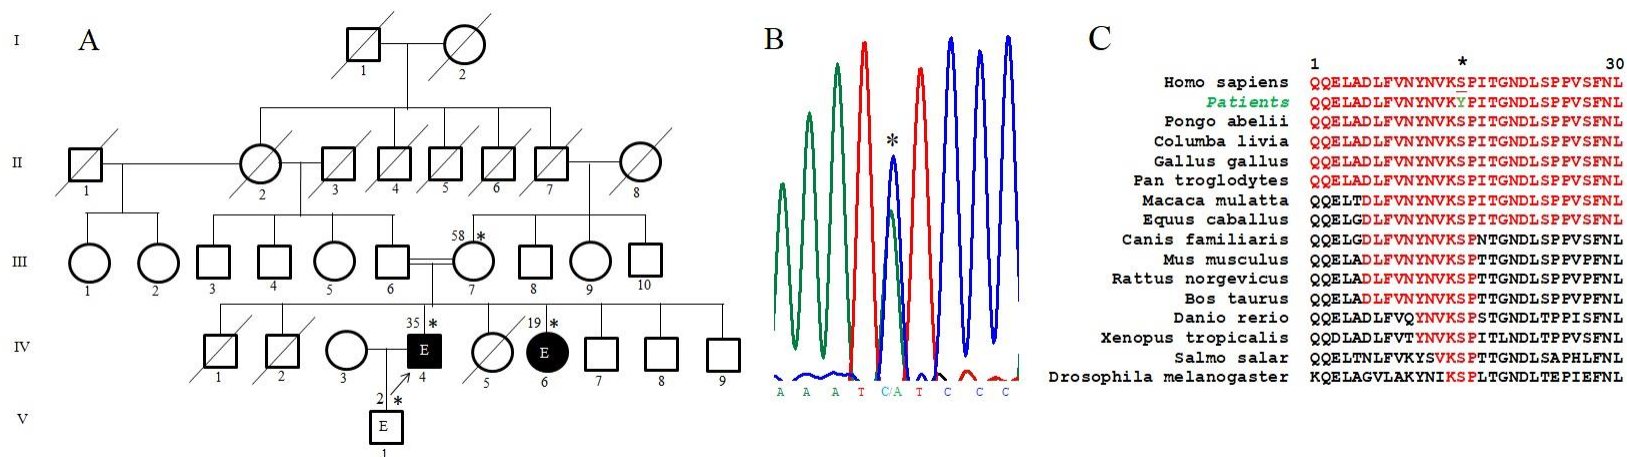 A
I
1
2
II
1
2
3
4
5
6
7
8
III
58 *
1
2
3
4
5
6
7
8
9
10
IV
35 *
19 *
E
E
1
2
3
4
5
6
7
8
9
V
2 *
E
1
B
*
A A A T C/A T C C C
C
1 * 30
Homo sapiens QQELADLFVNYNVKSPITGNDLSPPVSFNL
Patients QQELADLFVNYNVKYPITGNDLSPPVSFNL
Pongo abelii QQELADLFVNYNVKSPITGNDLSPPVSFNL
Columba livia QQELADLFVNYNVKSPITGNDLSPPVSFNL
Gallus gallus QQELADLFVNYNVKSPITGNDLSPPVSFNL
Pan troglodytes QQELADLFVNYNVKSPITGNDLSPPVSFNL
Macaca mulatta QQELTDLFVNYNVKSPITGNDLSPPVSFNL
Equus caballus QQELGDLFVNYNVKSPITGNDLSPPVSFNL
Canis familiaris QQELGDLFVNYNVKSPNTGNDLSPPVSFNL
Mus musculus QQELADLFVNYNVKSPTTGNDLSPPVPFNL
Rattus norgevicus QQELADLFVNYNVKSPTTGNDLSPPVPFNL
Bos taurus QQELADLFVNYNVKSPSTGNDLSPPVSFNL
Danio rerio QQELADLFVQYNVKSPSTGNDLTPPISFNL
Xenopus tropicalis QQDLADLFVTYNVKSPITLNDLTPPISFNL
Salmo salar QQELTNLFVKYSVKSPTTGNDLSAPHLFNL
Drosophila melanogaster KQELAGVLAKYNIKSPLTGNDLTEPIEFNL